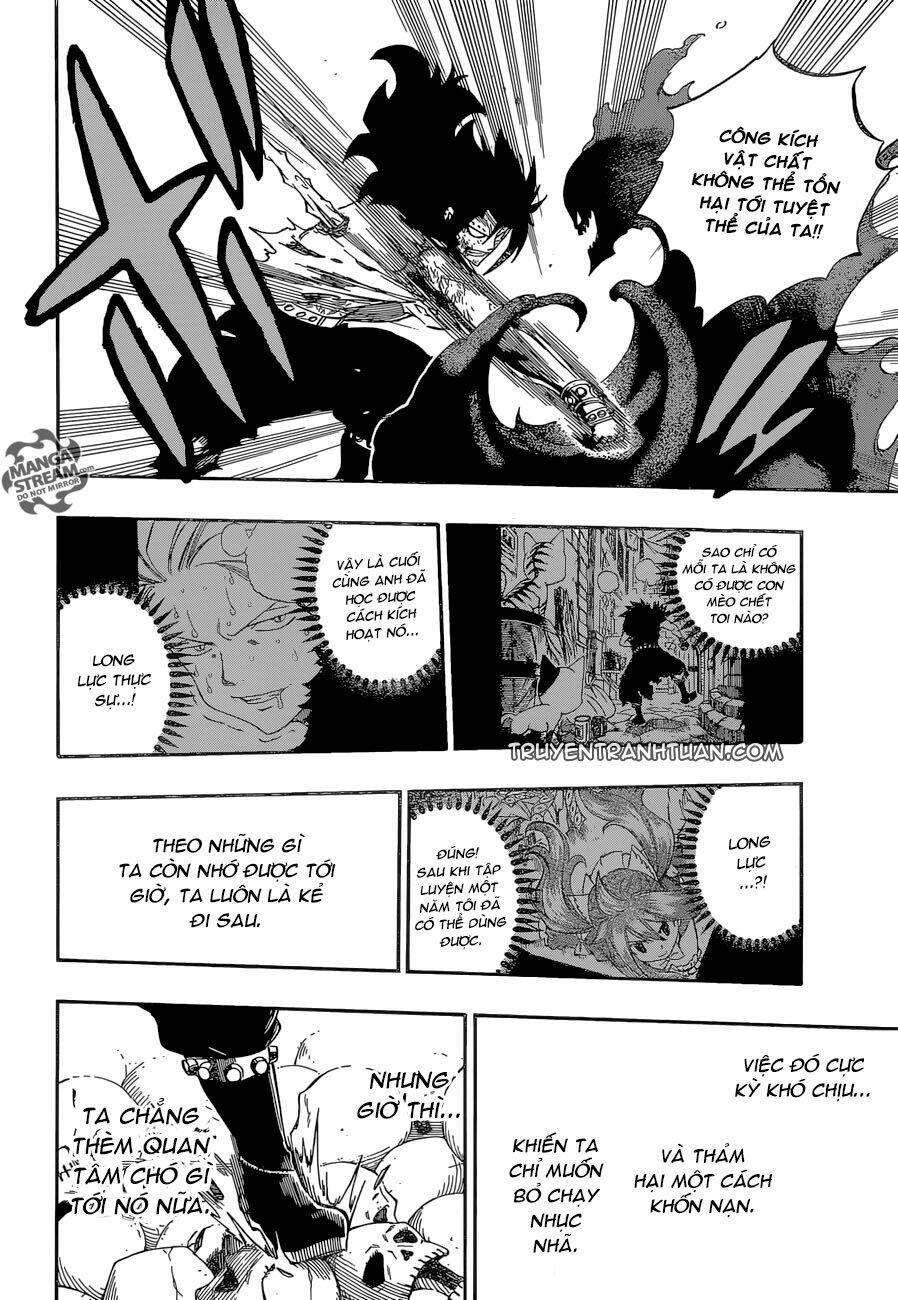 CÔNG KÍCH
VẬT CHẤT
KHÔNG THỂ TỔN
HẠI TỚI TUYỆT
THỂ CỦA TA!!
MANGA
STREAM.com
DO NOT MIRROR
SAO CHỈ CÓ
MỖI TA LÀ KHÔNG
CÓ ĐƯỢC CON
MÈO CHẾT
TOI NÀO?
VẬY LÀ CUỐI
CÙNG ANH ĐÃ
HỌC ĐƯỢC
CÁCH KÍCH
HOẠT NÓ...
LONG
LỰC THỰC
SỰ...!
TRUYENTRANHTUAN.COM
LONG
LỰC
...?!
ĐÚNG!
SAU KHI TẬP
LUYỆN MỘT
NĂM TÔI ĐÃ
CÓ THỂ DÙNG
ĐƯỢC.
THEO NHỮNG GÌ
TA CÒN NHỚ ĐƯỢC TỚI
GIỜ, TA LUÔN LÀ KẺ
ĐI SAU.
VIỆC ĐÓ CỰC
KỲ KHÓ CHỊU...
VÀ THẢM
HẠI MỘT CÁCH
KHỐN NẠN.
KHIẾN TA
CHỈ MUỐN
BỎ CHẠY
NHỤC
NHÃ.
NHƯNG
GIỜ THÌ...
TA CHẲNG
THÈM QUAN
TÂM CHÓ GÌ
TỚI NÓ NỮA.